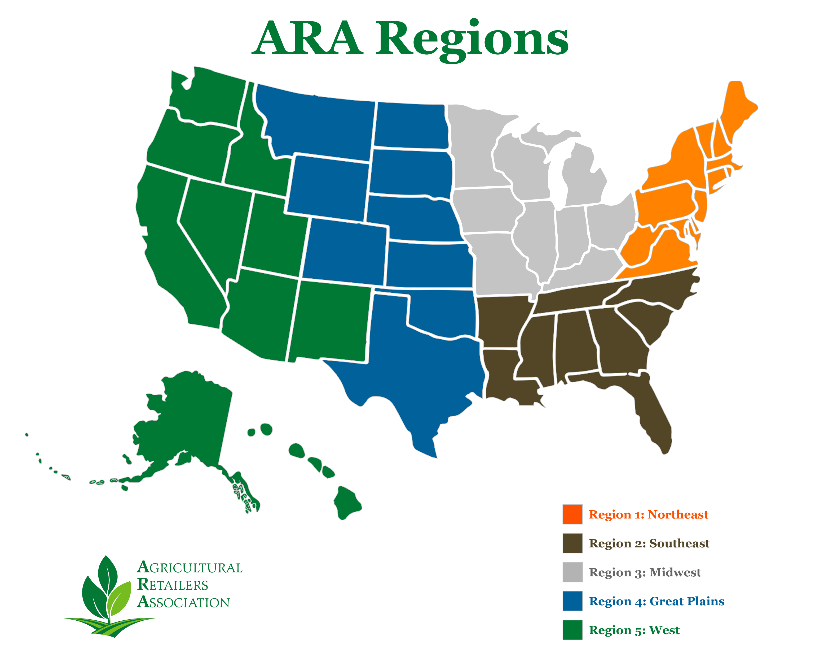 ARA Regions
Region 1: Northeast
Region 2: Southeast
Region 3: Midwest
Region 4: Great Plains
Region 5: West
AGRICULTURAL
RETAILERS
ASSOCIATION